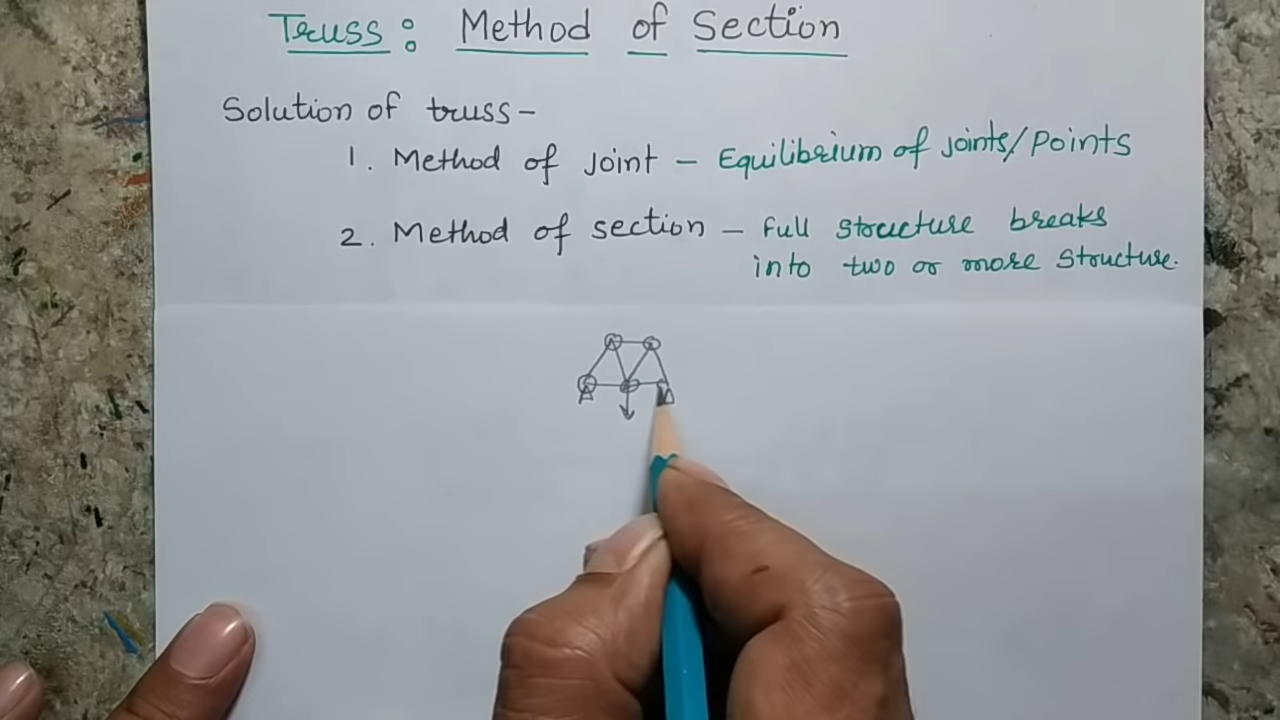 Truss: Method of Section
Solution of truss-
1. Method of joint - Equilibrium of joints/Points
2. Method of section - full structure breaks
into two or more structure.